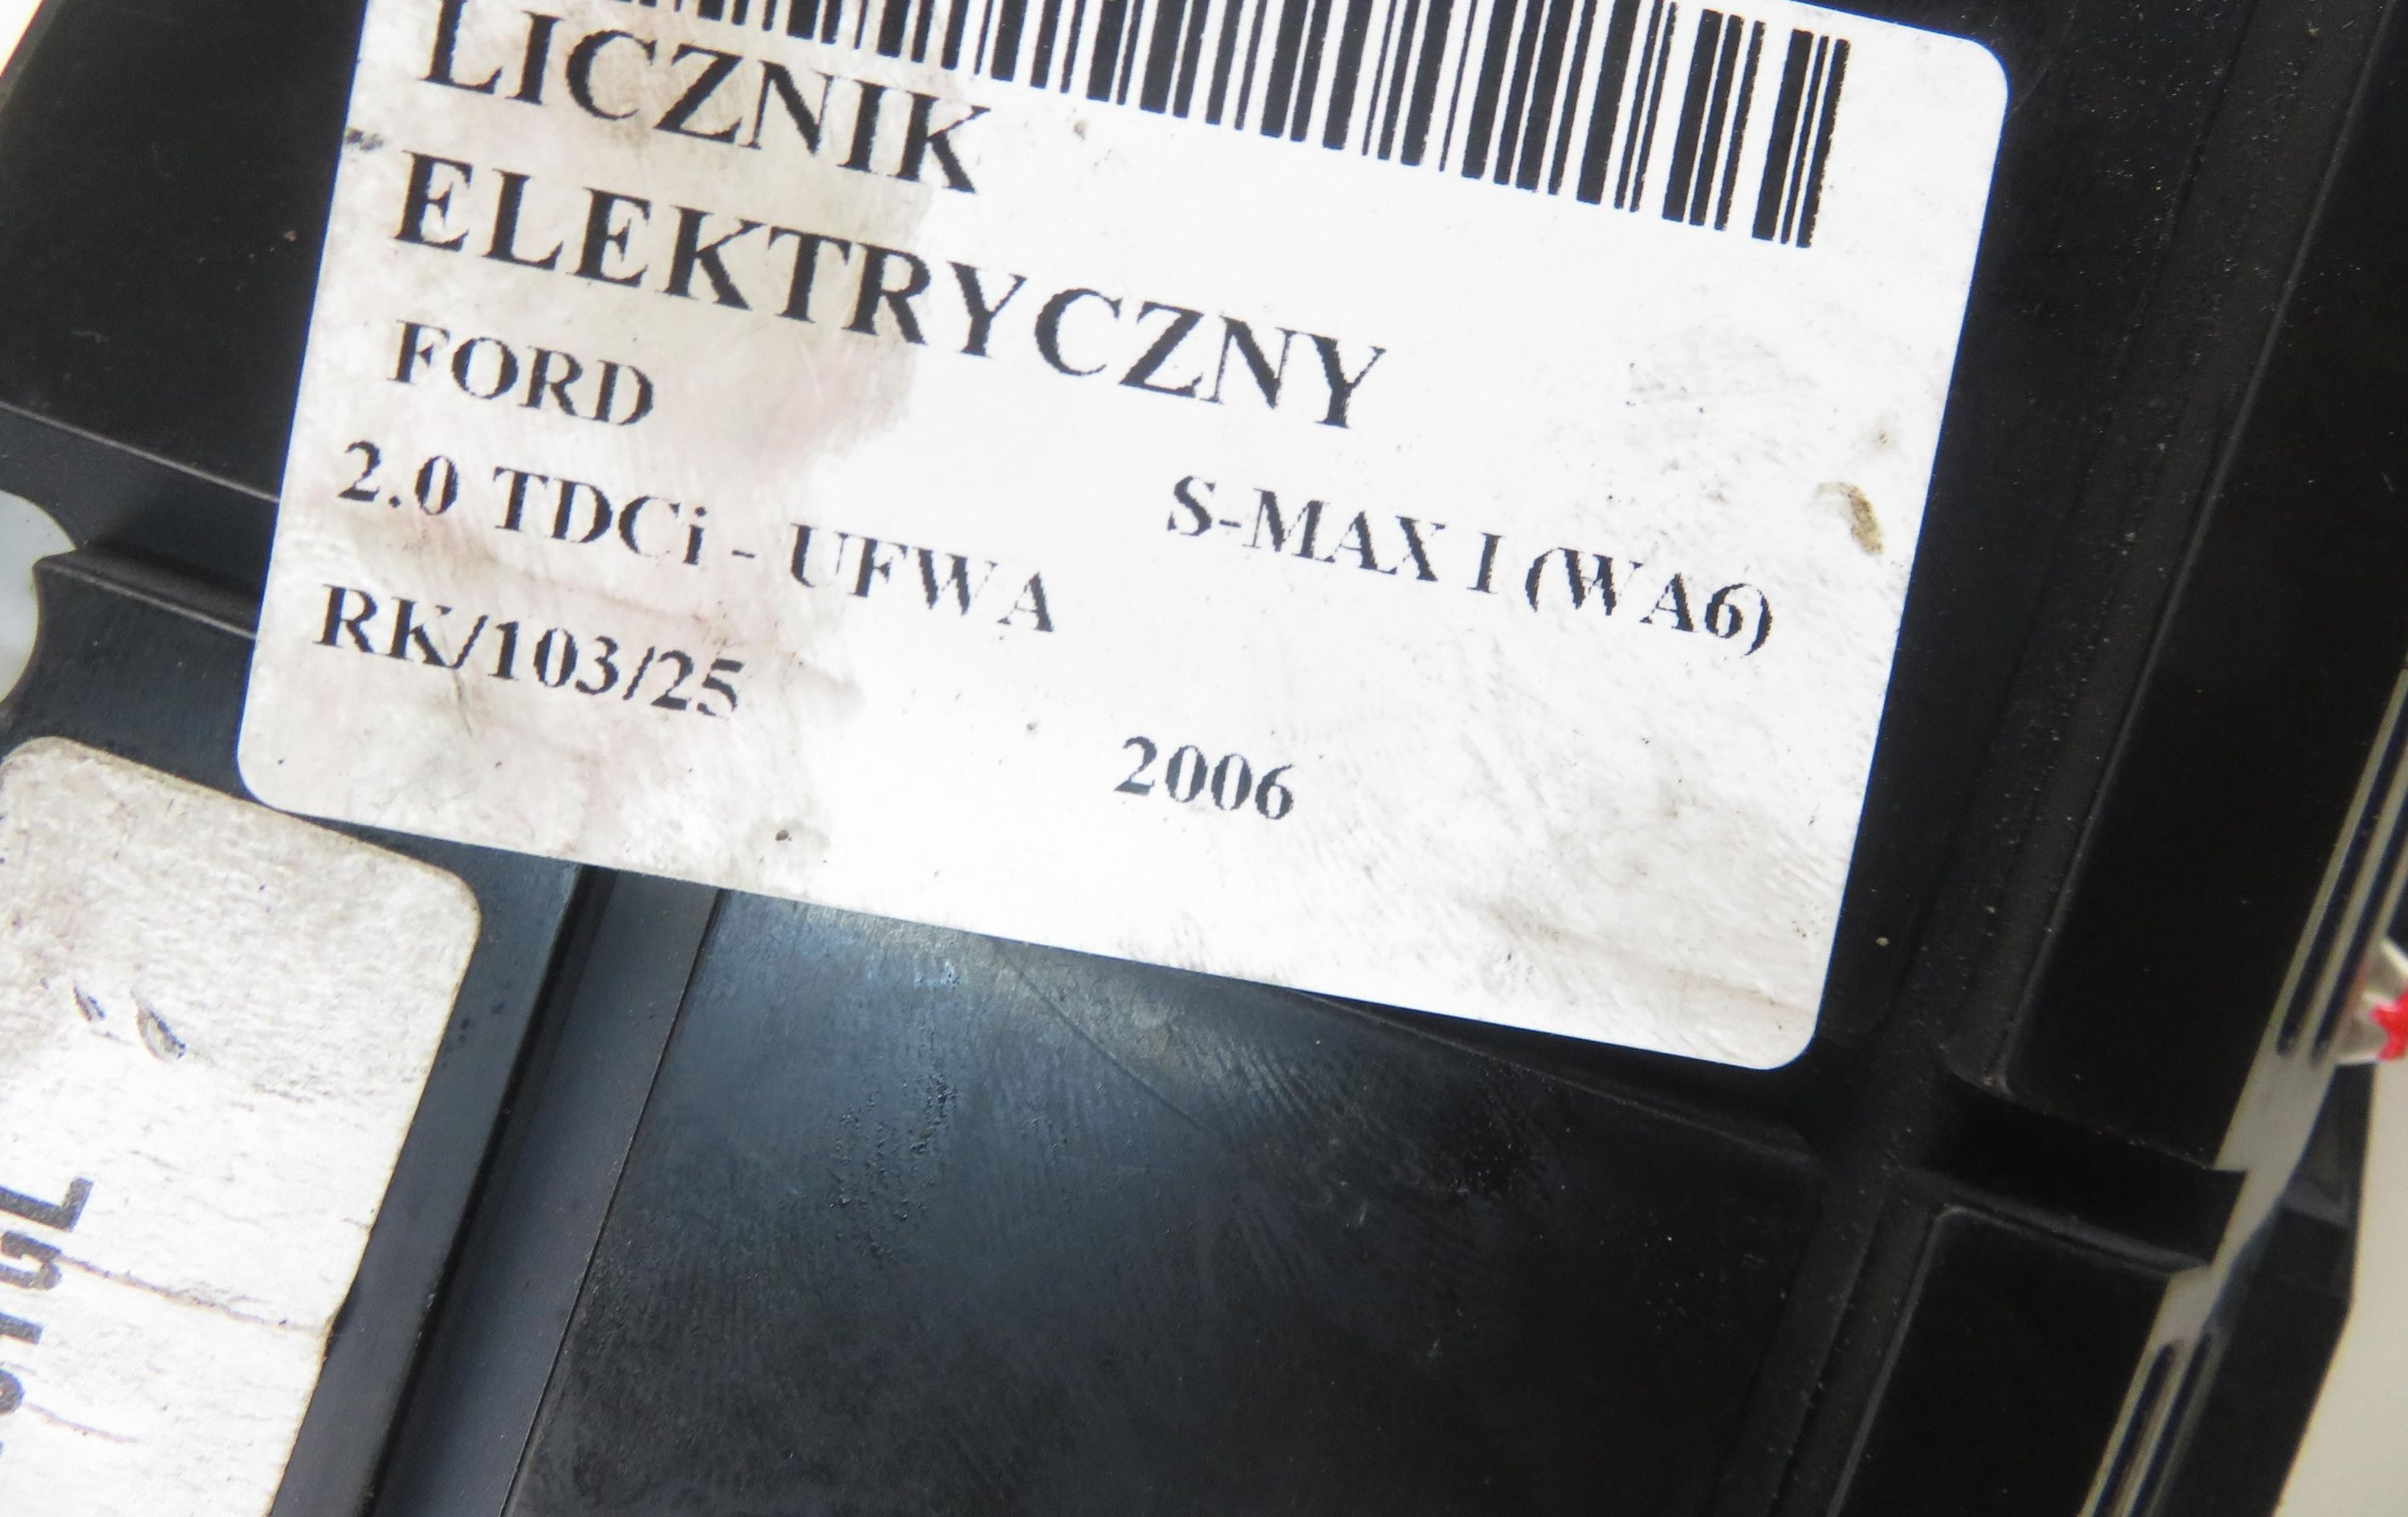 LICZNIK
ELEKTRYCZNY
FORD
S-MAX I (WA6)
2.0 TDCi - UFWA
RK/103/25
2006